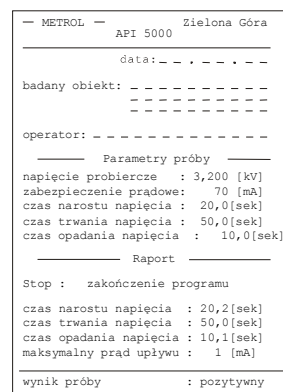 — METROL — Zielona Góra
API 5000
data: _ _ . _ _ . _ _ _ _
badany obiekt: _ _ _ _ _ _ _ _ _
_ _ _ _ _ _ _ _ _
_ _ _ _ _ _ _ _ _
operator: _ _ _ _ _ _ _ _ _ _ _ _
Parametry próby
napięcie probiercze : 3,200 [kV]
zabezpieczenie prądowe: 70 [mA]
czas narostu napięcia : 20,0[sek]
czas trwania napięcia : 50,0[sek]
czas opadania napięcia : 10,0[sek]
Raport
Stop : zakończenie programu
czas narostu napięcia : 20,2[sek]
czas trwania napięcia : 50,0[sek]
czas opadania napięcia : 10,1[sek]
maksymalny prąd upływu : 1 [mA]
wynik próby : pozytywny